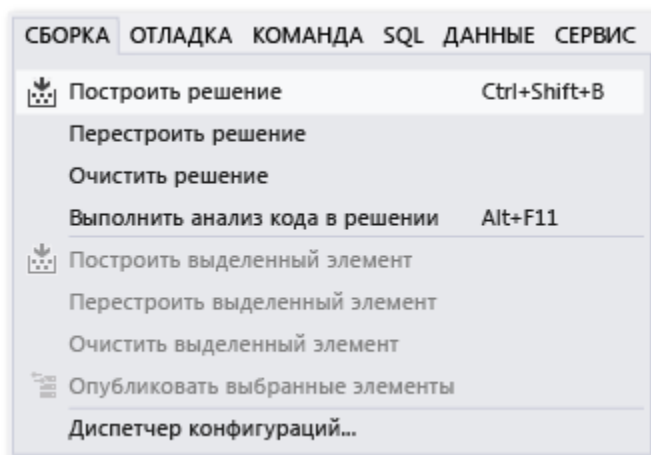 СБОРКА ОТЛАДКА КОМАНДА SQL ДАННЫЕ СЕРВИС
Построить решение Ctrl+Shift+B
Перестроить решение
Очистить решение
Выполнить анализ кода в решении Alt+F11
Построить выделенный элемент
Перестроить выделенный элемент
Очистить выделенный элемент
Опубликовать выбранные элементы
Диспетчер конфигураций...